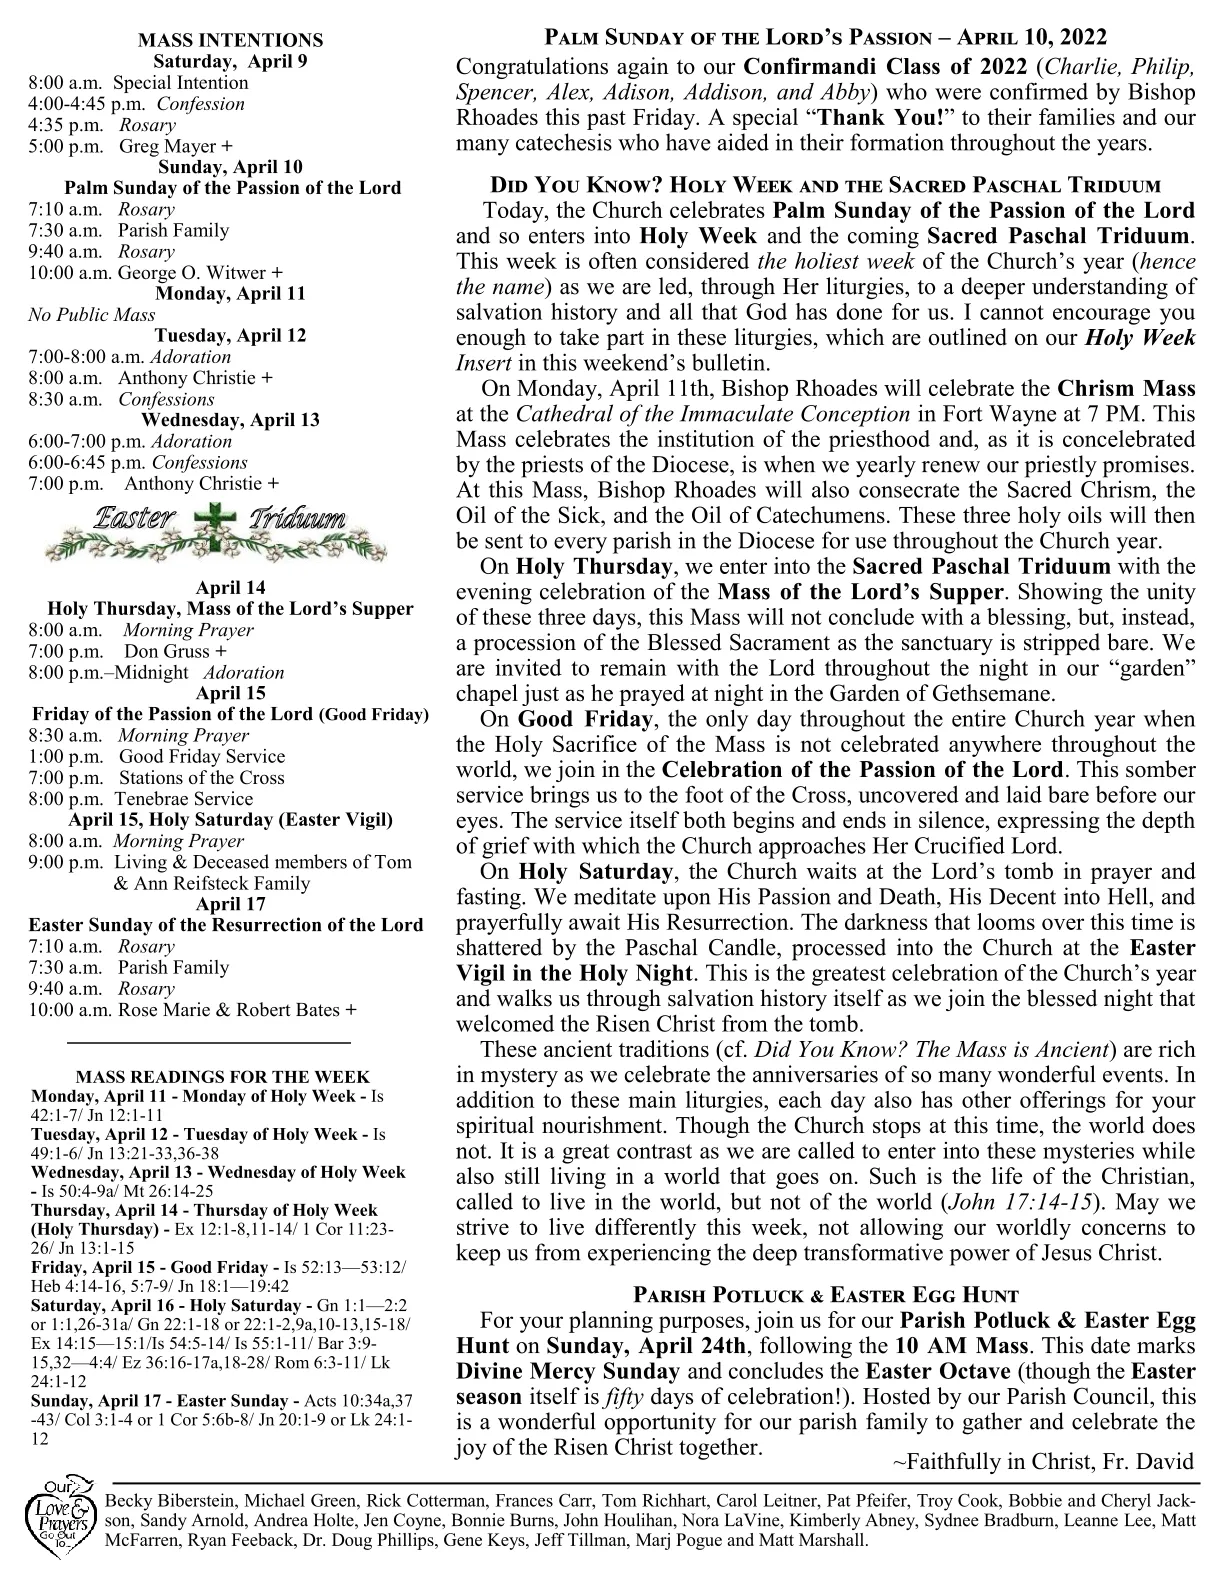 MASS INTENTIONS
Saturday,  April 9
8:00 a.m.  Special Intention
4:00-4:45 p.m.  Confession
4:35 p.m.   Rosary
5:00 p.m.   Greg Mayer +
Sunday, April 10
Palm Sunday of the Passion of the Lord
7:10 a.m.   Rosary
7:30 a.m.   Parish Family
9:40 a.m.   Rosary
10:00 a.m. George O. Witwer +
Monday, April 11
No Public Mass
Tuesday, April 12
7:00-8:00 a.m. Adoration
8:00 a.m.   Anthony Christie +
8:30 a.m.   Confessions
Wednesday, April 13
6:00-7:00 p.m. Adoration
6:00-6:45 p.m. Confessions
7:00 p.m.    Anthony Christie +
Easter Triduum
April 14
Holy Thursday, Mass of the Lord's Supper
8:00 a.m.    Morning Prayer
7:00 p.m.    Don Gruss +
8:00 p.m.–Midnight   Adoration
April 15
Friday of the Passion of the Lord (Good Friday)
8:30 a.m.   Morning Prayer
1:00 p.m.   Good Friday Service
7:00 p.m.   Stations of the Cross
8:00 p.m.  Tenebrae Service
April 15, Holy Saturday (Easter Vigil)
8:00 a.m.  Morning Prayer
9:00 p.m.  Living & Deceased members of Tom
& Ann Reifsteck Family
April 17
Easter Sunday of the Resurrection of the Lord
7:10 a.m.   Rosary
7:30 a.m.   Parish Family
9:40 a.m.   Rosary
10:00 a.m. Rose Marie & Robert Bates +
MASS READINGS FOR THE WEEK
Monday, April 11 - Monday of Holy Week - Is
42:1-7/ Jn 12:1-11
Tuesday, April 12 - Tuesday of Holy Week - Is
49:1-6/ Jn 13:21-33,36-38
Wednesday, April 13 - Wednesday of Holy Week
- Is 50:4-9a/ Mt 26:14-25
Thursday, April 14 - Thursday of Holy Week
(Holy Thursday) - Ex 12:1-8,11-14/ 1 Cor 11:23-
26/ Jn 13:1-15
Friday, April 15 - Good Friday - Is 52:13—53:12/
Heb 4:14-16, 5:7-9/ Jn 18:1—19:42
Saturday, April 16 - Holy Saturday - Gn 1:1—2:2
or 1:1,26-31a/ Gn 22:1-18 or 22:1-2,9a,10-13,15-18/
Ex 14:15—15:1/Is 54:5-14/ Is 55:1-11/ Bar 3:9-
15,32—4:4/ Ez 36:16-17a,18-28/ Rom 6:3-11/ Lk
24:1-12
Sunday, April 17 - Easter Sunday - Acts 10:34a,37
-43/ Col 3:1-4 or 1 Cor 5:6b-8/ Jn 20:1-9 or Lk 24:1-
12
PALM SUNDAY OF THE LORD'S PASSION – APRIL 10, 2022
Congratulations again to our Confirmandi Class of 2022 (Charlie, Philip,
Spencer, Alex, Adison, Addison, and Abby) who were confirmed by Bishop
Rhoades this past Friday. A special “Thank You!” to their families and our
many catechesis who have aided in their formation throughout the years.
DID YOU KNOW? HOLY WEEK AND THE SACRED PASCHAL TRIDUUM
Today, the Church celebrates Palm Sunday of the Passion of the Lord
and so enters into Holy Week and the coming Sacred Paschal Triduum.
This week is often considered the holiest week of the Church's year (hence
the name) as we are led, through Her liturgies, to a deeper understanding of
salvation history and all that God has done for us. I cannot encourage you
enough to take part in these liturgies, which are outlined on our Holy Week
Insert in this weekend's bulletin.
On Monday, April 11th, Bishop Rhoades will celebrate the Chrism Mass
at the Cathedral of the Immaculate Conception in Fort Wayne at 7 PM. This
Mass celebrates the institution of the priesthood and, as it is concelebrated
by the priests of the Diocese, is when we yearly renew our priestly promises.
At this Mass, Bishop Rhoades will also consecrate the Sacred Chrism, the
Oil of the Sick, and the Oil of Catechumens. These three holy oils will then
be sent to every parish in the Diocese for use throughout the Church year.
On Holy Thursday, we enter into the Sacred Paschal Triduum with the
evening celebration of the Mass of the Lord's Supper. Showing the unity
of these three days, this Mass will not conclude with a blessing, but, instead,
a procession of the Blessed Sacrament as the sanctuary is stripped bare. We
are invited to remain with the Lord throughout the night in our “garden”
chapel just as he prayed at night in the Garden of Gethsemane.
On Good Friday, the only day throughout the entire Church year when
the Holy Sacrifice of the Mass is not celebrated anywhere throughout the
world, we join in the Celebration of the Passion of the Lord. This somber
service brings us to the foot of the Cross, uncovered and laid bare before our
eyes. The service itself both begins and ends in silence, expressing the depth
of grief with which the Church approaches Her Crucified Lord.
On Holy Saturday, the Church waits at the Lord's tomb in prayer and
fasting. We meditate upon His Passion and Death, His Decent into Hell, and
prayerfully await His Resurrection. The darkness that looms over this time is
shattered by the Paschal Candle, processed into the Church at the Easter
Vigil in the Holy Night. This is the greatest celebration of the Church's year
and walks us through salvation history itself as we join the blessed night that
welcomed the Risen Christ from the tomb.
These ancient traditions (cf. Did You Know? The Mass is Ancient) are rich
in mystery as we celebrate the anniversaries of so many wonderful events. In
addition to these main liturgies, each day also has other offerings for your
spiritual nourishment. Though the Church stops at this time, the world does
not. It is a great contrast as we are called to enter into these mysteries while
also still living in a world that goes on. Such is the life of the Christian,
called to live in the world, but not of the world (John 17:14-15). May we
strive to live differently this week, not allowing our worldly concerns to
keep us from experiencing the deep transformative power of Jesus Christ.
PARISH POTLUCK & EASTER EGG HUNT
For your planning purposes, join us for our Parish Potluck & Easter Egg
Hunt on Sunday, April 24th, following the 10 AM Mass. This date marks
Divine Mercy Sunday and concludes the Easter Octave (though the Easter
season itself is fifty days of celebration!). Hosted by our Parish Council, this
is a wonderful opportunity for our parish family to gather and celebrate the
joy of the Risen Christ together.
~Faithfully in Christ, Fr. David
Our
Love &
Prayers
Go Out
To...
Becky Biberstein, Michael Green, Rick Cotterman, Frances Carr, Tom Richhart, Carol Leitner, Pat Pfeifer, Troy Cook, Bobbie and Cheryl Jack-
son, Sandy Arnold, Andrea Holte, Jen Coyne, Bonnie Burns, John Houlihan, Nora LaVine, Kimberly Abney, Sydnee Bradburn, Leanne Lee, Matt
McFarren, Ryan Feeback, Dr. Doug Phillips, Gene Keys, Jeff Tillman, Marj Pogue and Matt Marshall.